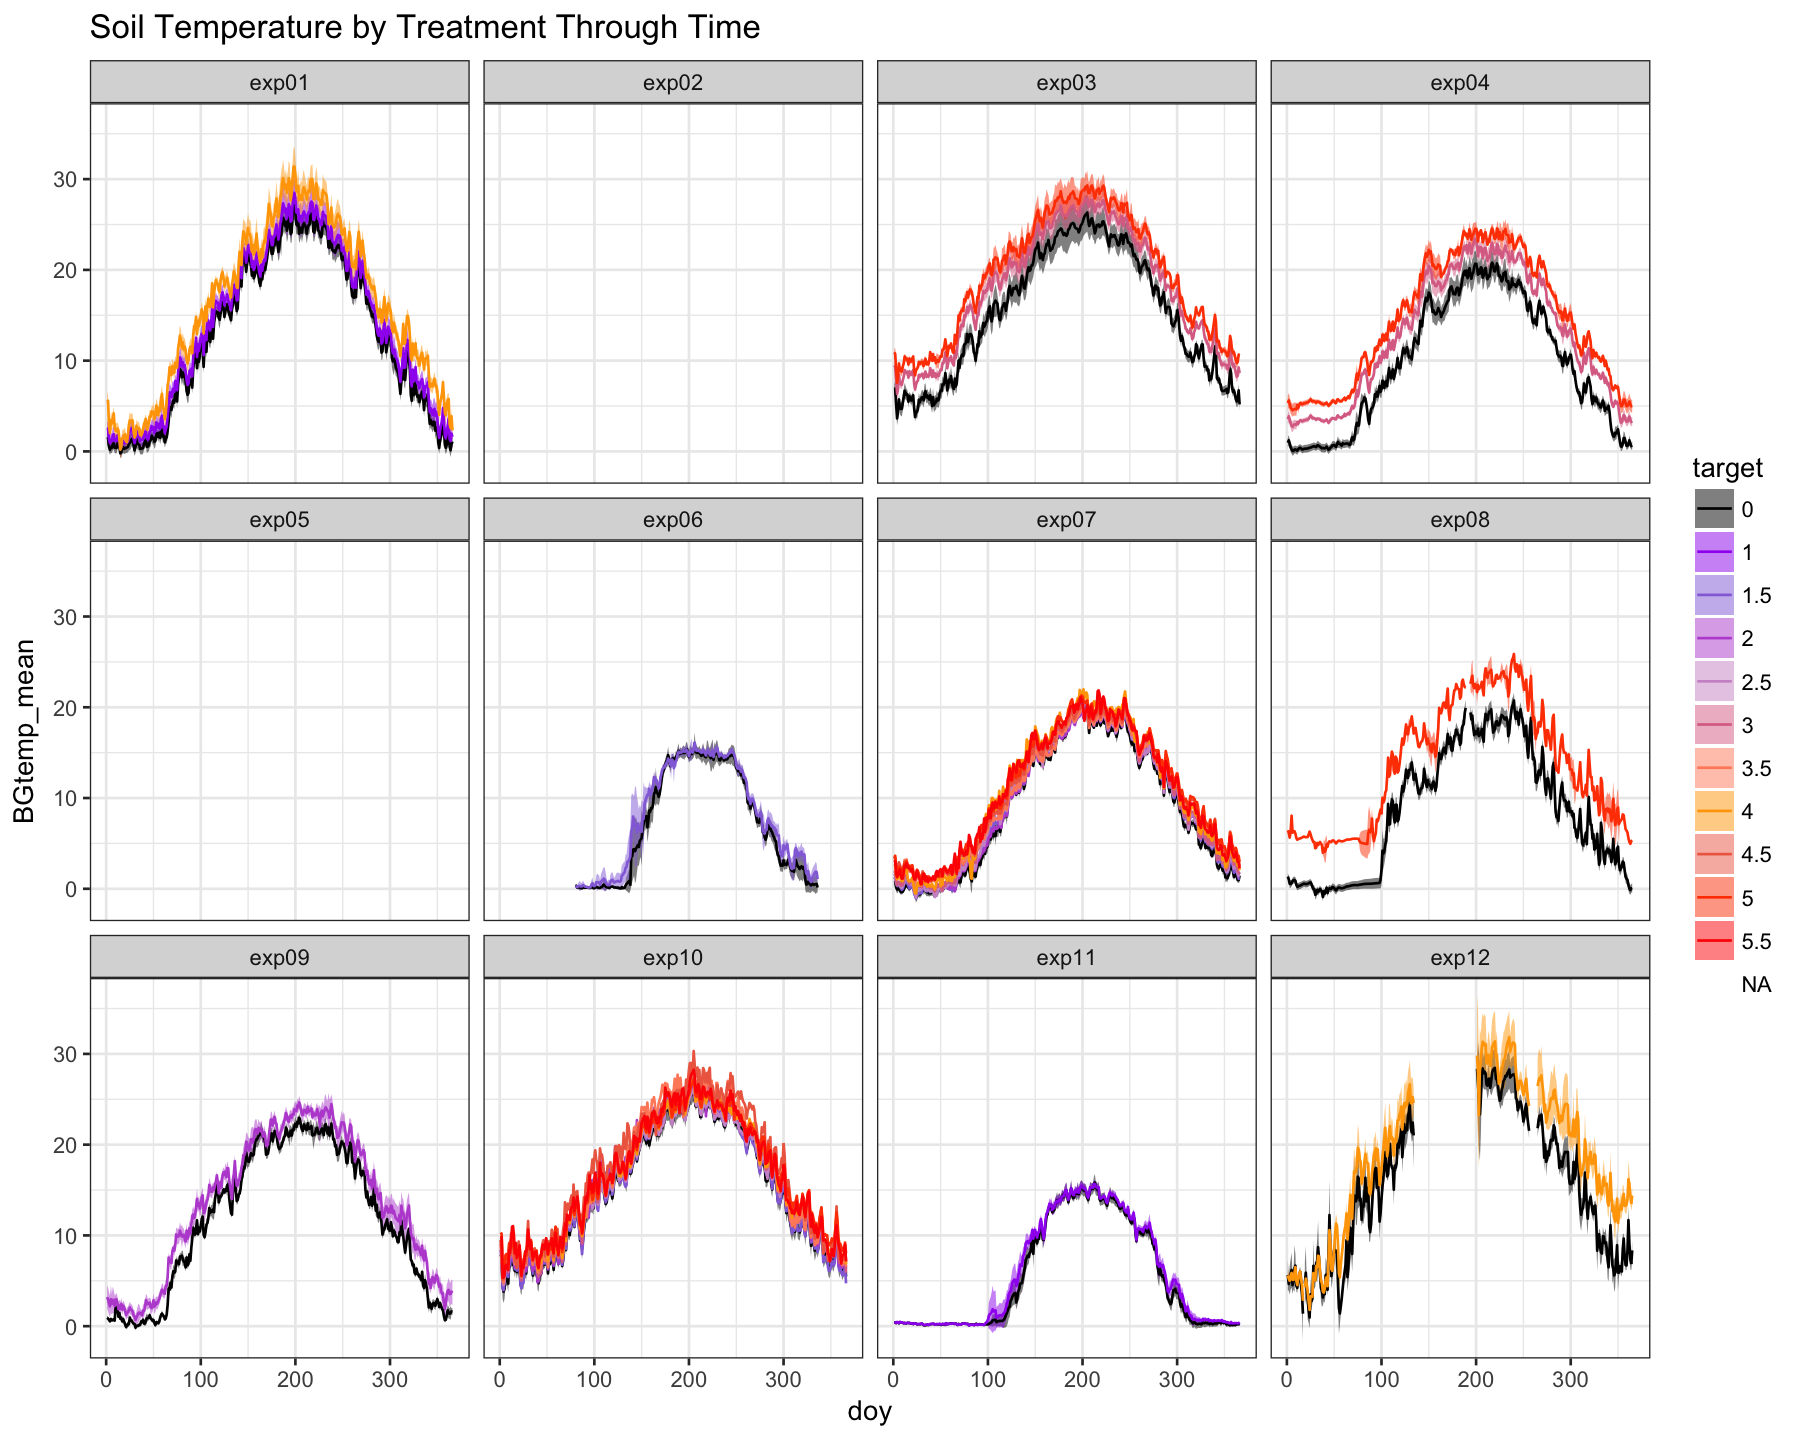 Soil Temperature by Treatment Through Time
exp01 exp02 exp03 exp04
30
20
10
0
exp05 exp06 exp07 exp08
30
20
10
0
exp09 exp10 exp11 exp12
30
20
10
0
0 100 200 300 0 100 200 300 0 100 200 300 0 100 200 300
doy
BGtemp_mean
target
0
1
1.5
2
2.5
3
3.5
4
4.5
5
5.5
NA